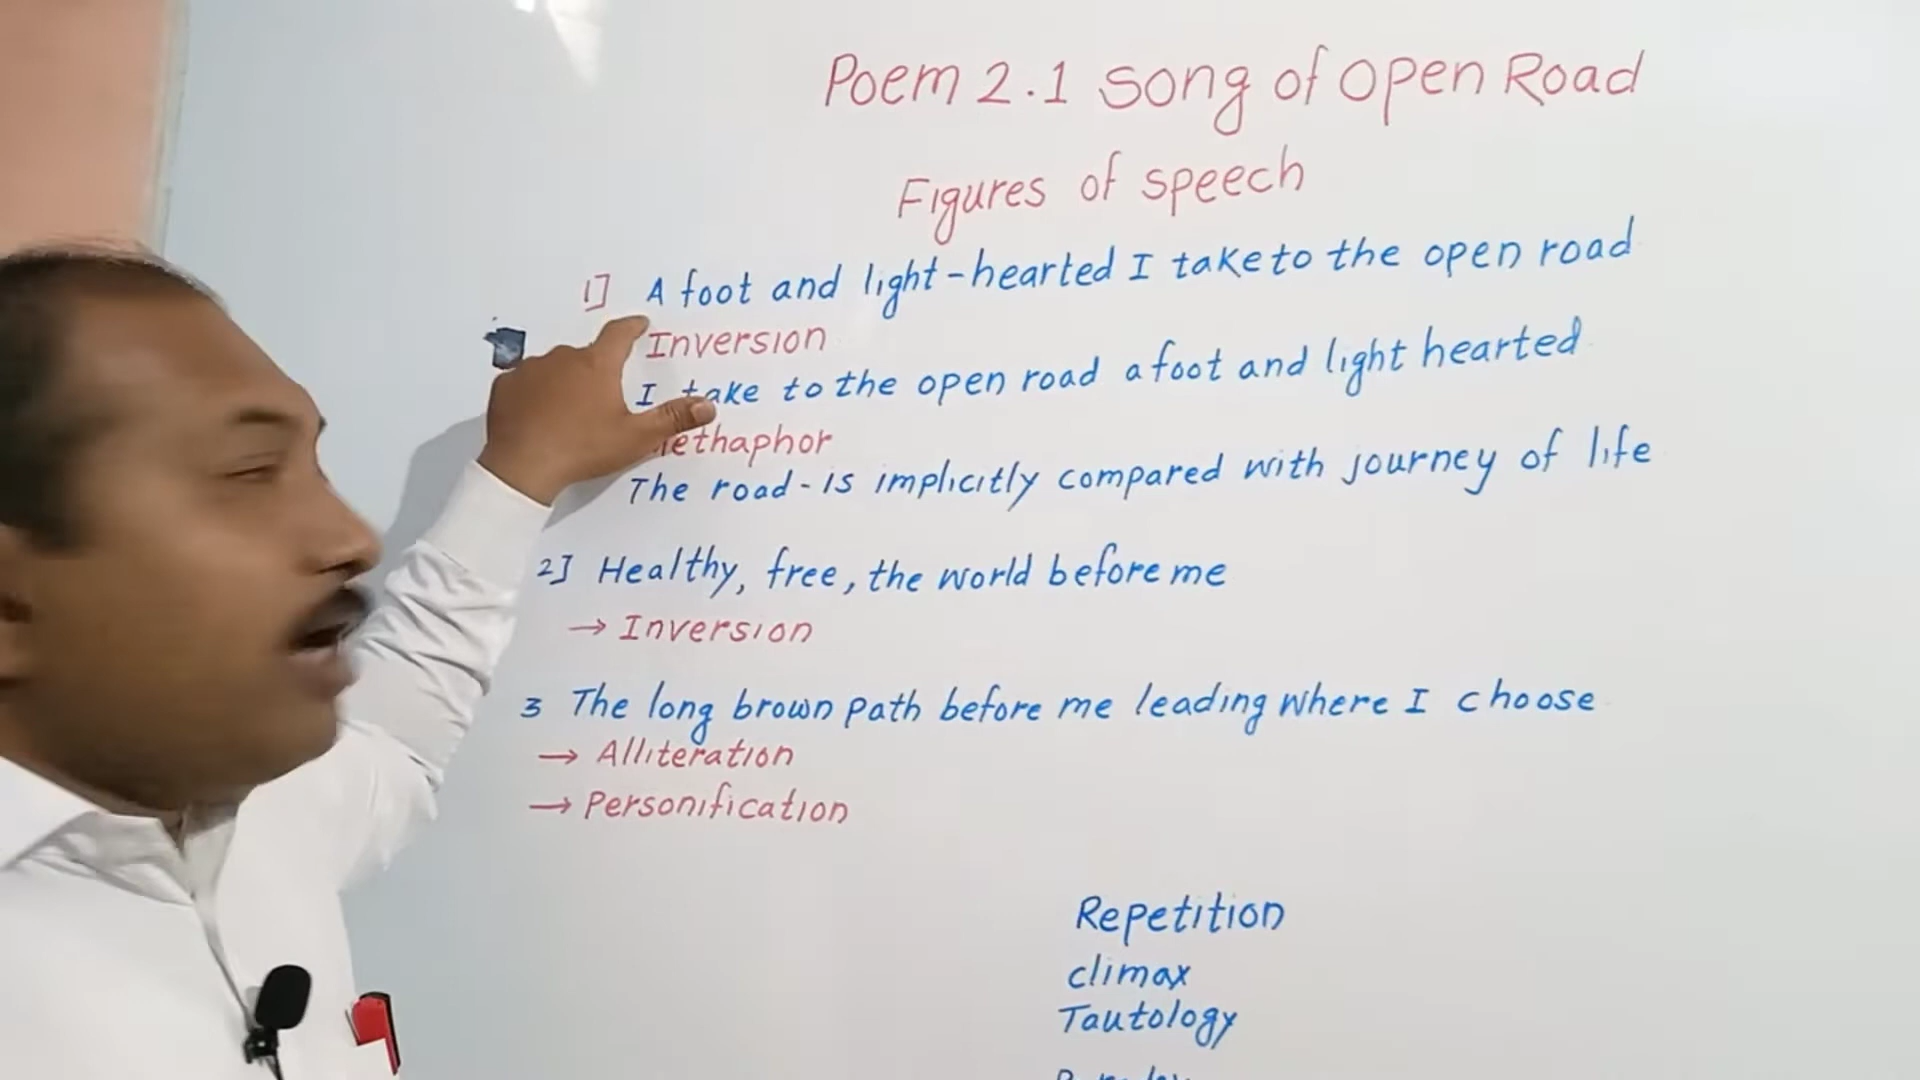 Poem 2.1 Song of Open Road
Figures of speech
1] A foot and light-hearted I take to the open road
Inversion
I take to the open road afoot and light hearted
ethaphor
The road-is implicitly compared with journey of life
2] Healthy, free, the world before me
→ Inversion
3 The long brown path before me leading where I choose
→ Alliteration
→ Personification
Repetition
climax
Tautology